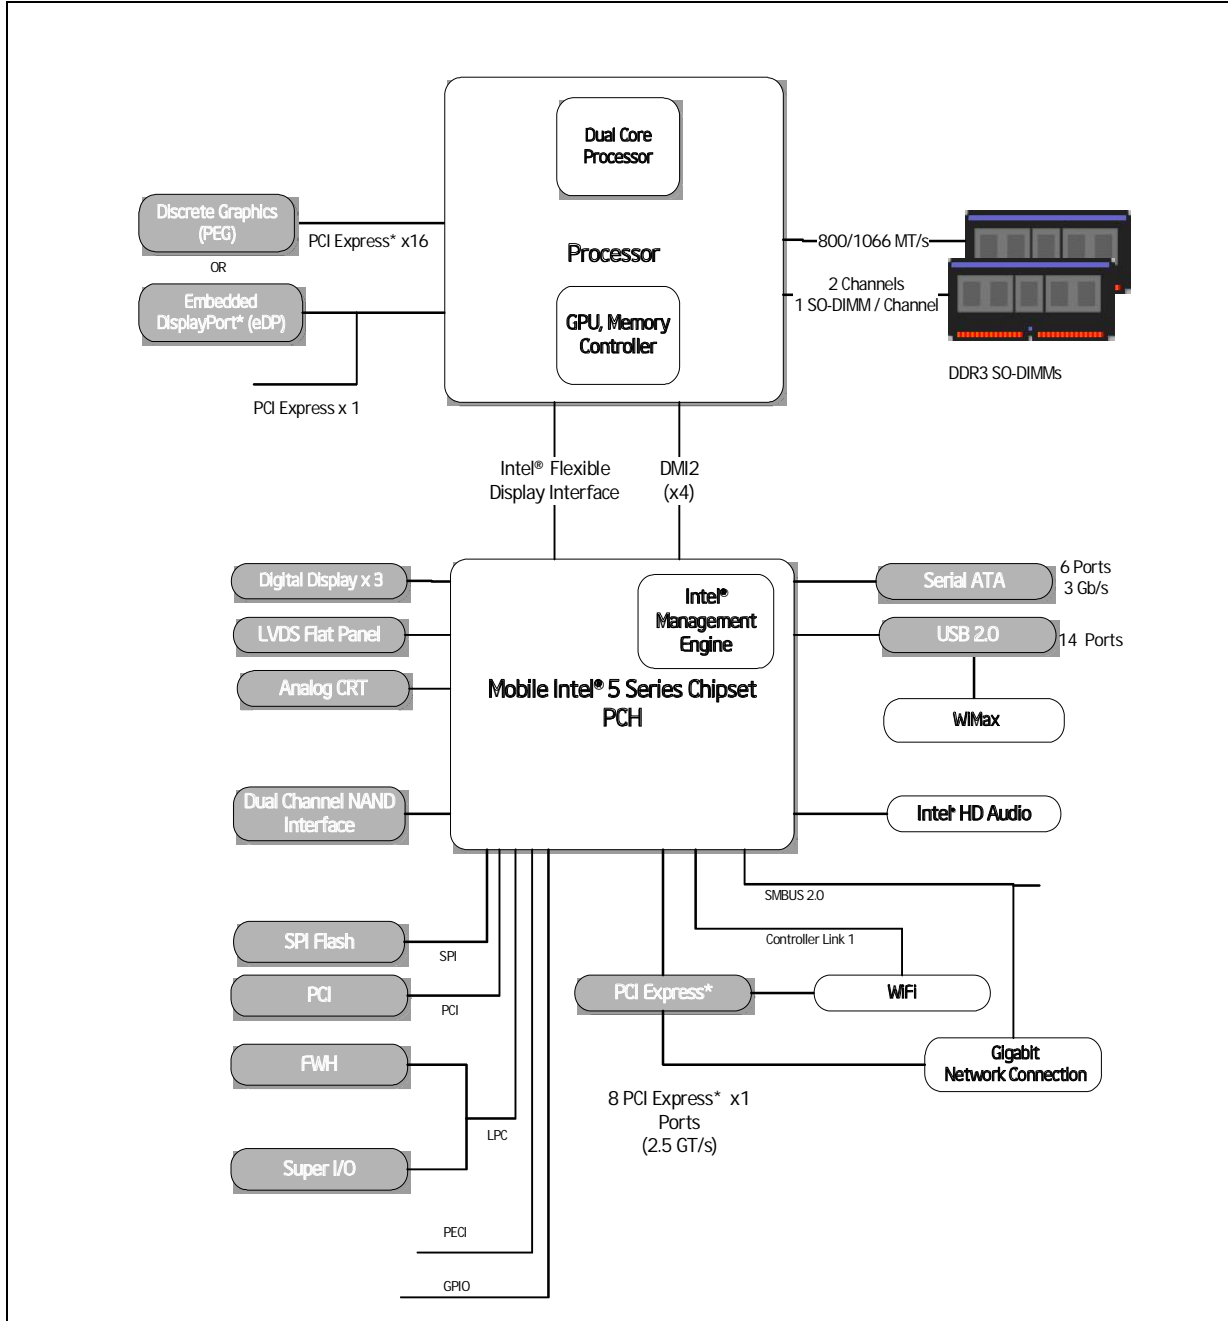 Dual Core
Processor
Discrete Graphics
(PEG)
PCI Express* x16
OR
Processor
800/1066 MT/s
2 Channels
1 SO-DIMM / Channel
Embedded
DisplayPort* (eDP)
GPU, Memory
Controller
DDR3 SO-DIMMs
PCI Express x 1
Intel® Flexible
Display Interface
DMI2
(x4)
Digital Display x 3
Intel®
Management
Engine
Serial ATA
6 Ports
3 Gb/s
LVDS Flat Panel
USB 2.0
14 Ports
Analog CRT
Mobile Intel® 5 Series Chipset
PCH
WiMax
Dual Channel NAND
Interface
Intel® HD Audio
SMBUS 2.0
SPI Flash
SPI
Controller Link 1
PCI
PCI
PCI Express*
WiFi
FWH
Gigabit
Network Connection
8 PCI Express* x1
Ports
(2.5 GT/s)
LPC
Super I/O
PECI
GPIO